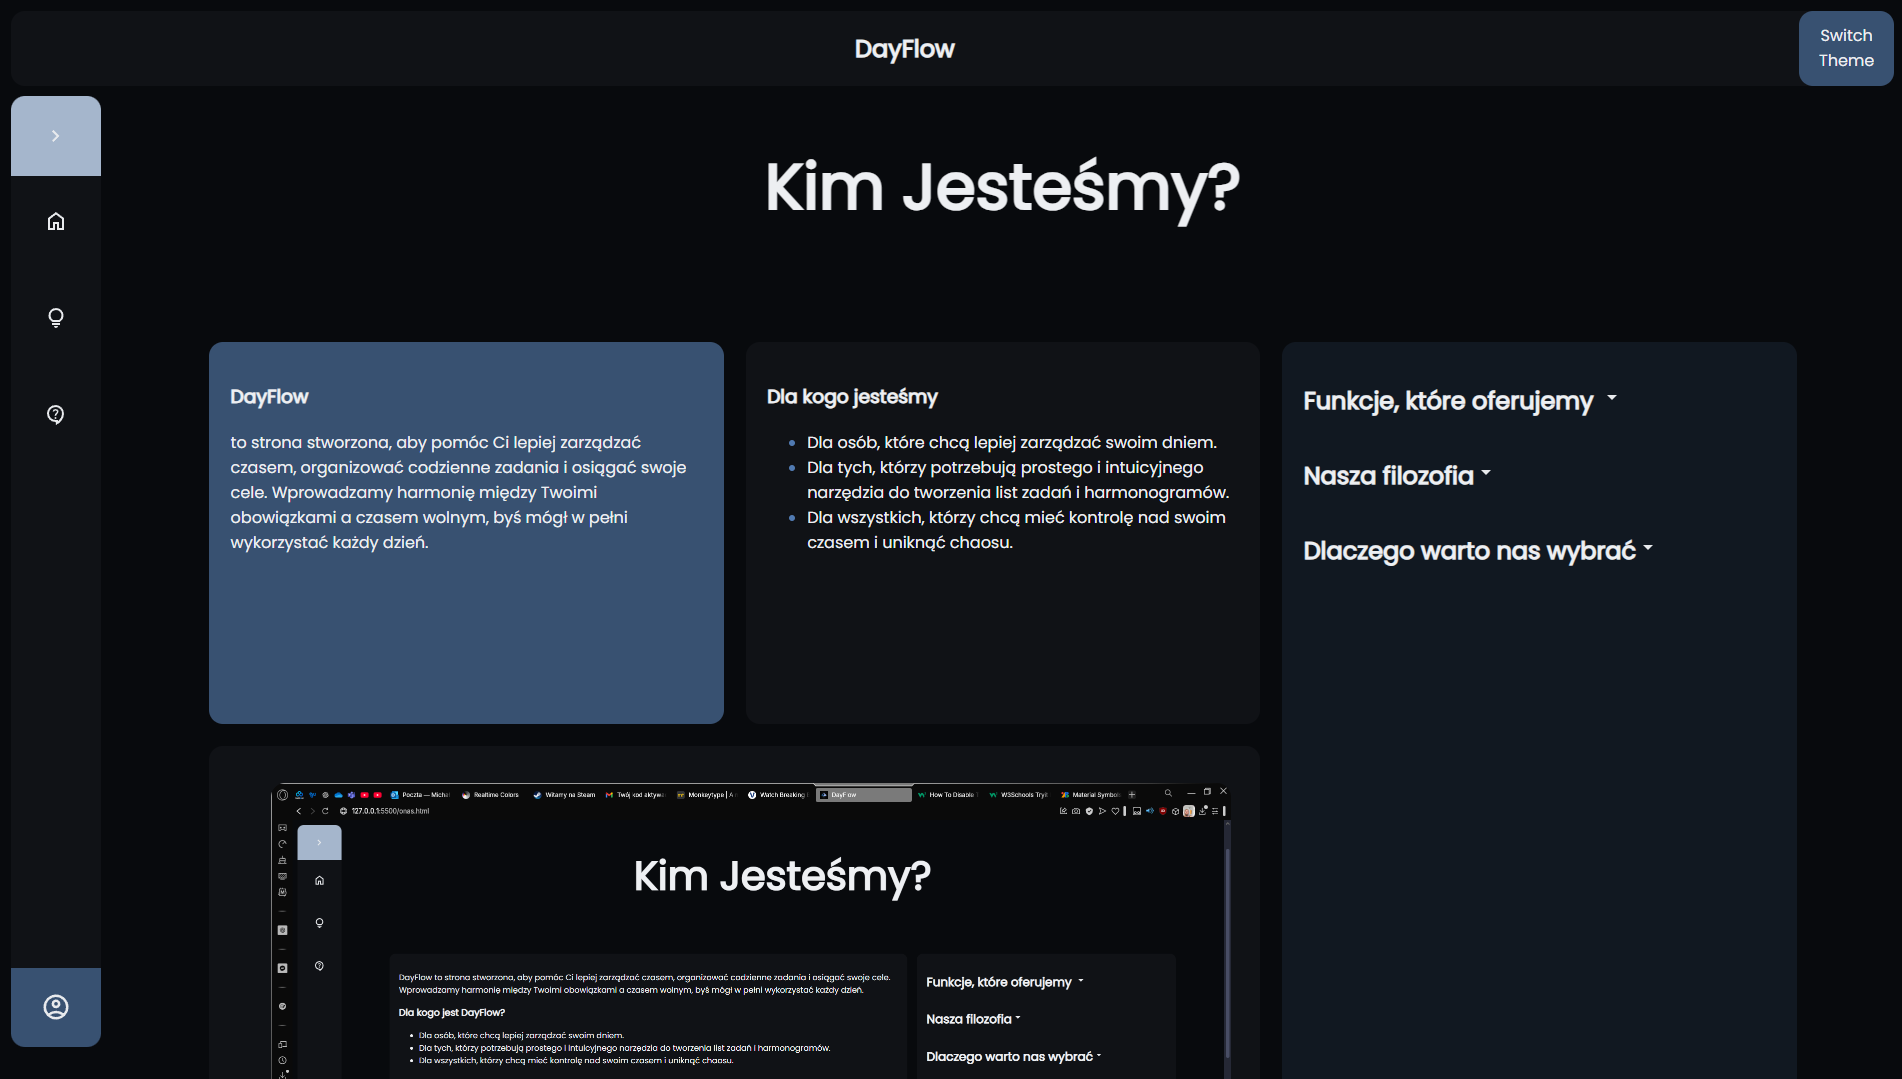 DayFlow
Switch
Theme
Kim Jesteśmy?
DayFlow
to strona stworzona, aby pomóc Ci lepiej zarządzać
czasem, organizować codzienne zadania i osiągać swoje
cele. Wprowadzamy harmonię między Twoimi
obowiązkami a czasem wolnym, byś mógł w pełni
wykorzystać każdy dzień.
Dla kogo jesteśmy
Dla osób, które chcą lepiej zarządzać swoim dniem.
Dla tych, którzy potrzebują prostego i intuicyjnego
narzędzia do tworzenia list zadań i harmonogramów.
Dla wszystkich, którzy chcą mieć kontrolę nad swoim
czasem i uniknąć chaosu.
Funkcje, które oferujemy
Nasza filozofia
Dlaczego warto nas wybrać
Poczta — Michał
Realtime Colors
Witamy na Steam
Twój kod aktyw
Monkeytype | A
Watch Breaking
DayFlow
How To Disable
W3Schools Tryit
Material Symbol
127.0.0.1:5500/onas.html
Kim Jesteśmy?
DayFlow to strona stworzona, aby pomóc Ci lepiej zarządzać czasem, organizować codzienne zadania i osiągać swoje cele.
Wprowadzamy harmonię między Twoimi obowiązkami a czasem wolnym, byś mógł w pełni wykorzystać każdy dzień.
Dla kogo jest DayFlow?
Dla osób, które chcą lepiej zarządzać swoim dniem.
Dla tych, którzy potrzebują prostego i intuicyjnego narzędzia do tworzenia list zadań i harmonogramów.
Dla wszystkich, którzy chcą mieć kontrolę nad swoim czasem i uniknąć chaosu.
Funkcje, które oferujemy
Nasza filozofia
Dlaczego warto nas wybrać